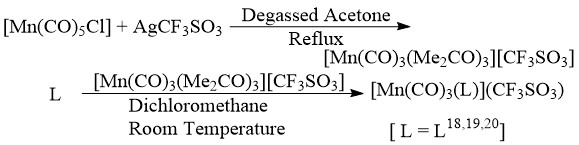 Degassed Acetone
[Mn(CO)5Cl] + AgCF3SO3
Reflux
[Mn(CO)3(Me2CO)3][CF3SO3]
L [Mn(CO)3(Me2CO)3][CF3SO3] [Mn(CO)3(L)](CF3SO3)
Dichloromethane
Room Temperature [ L = L18,19,20]